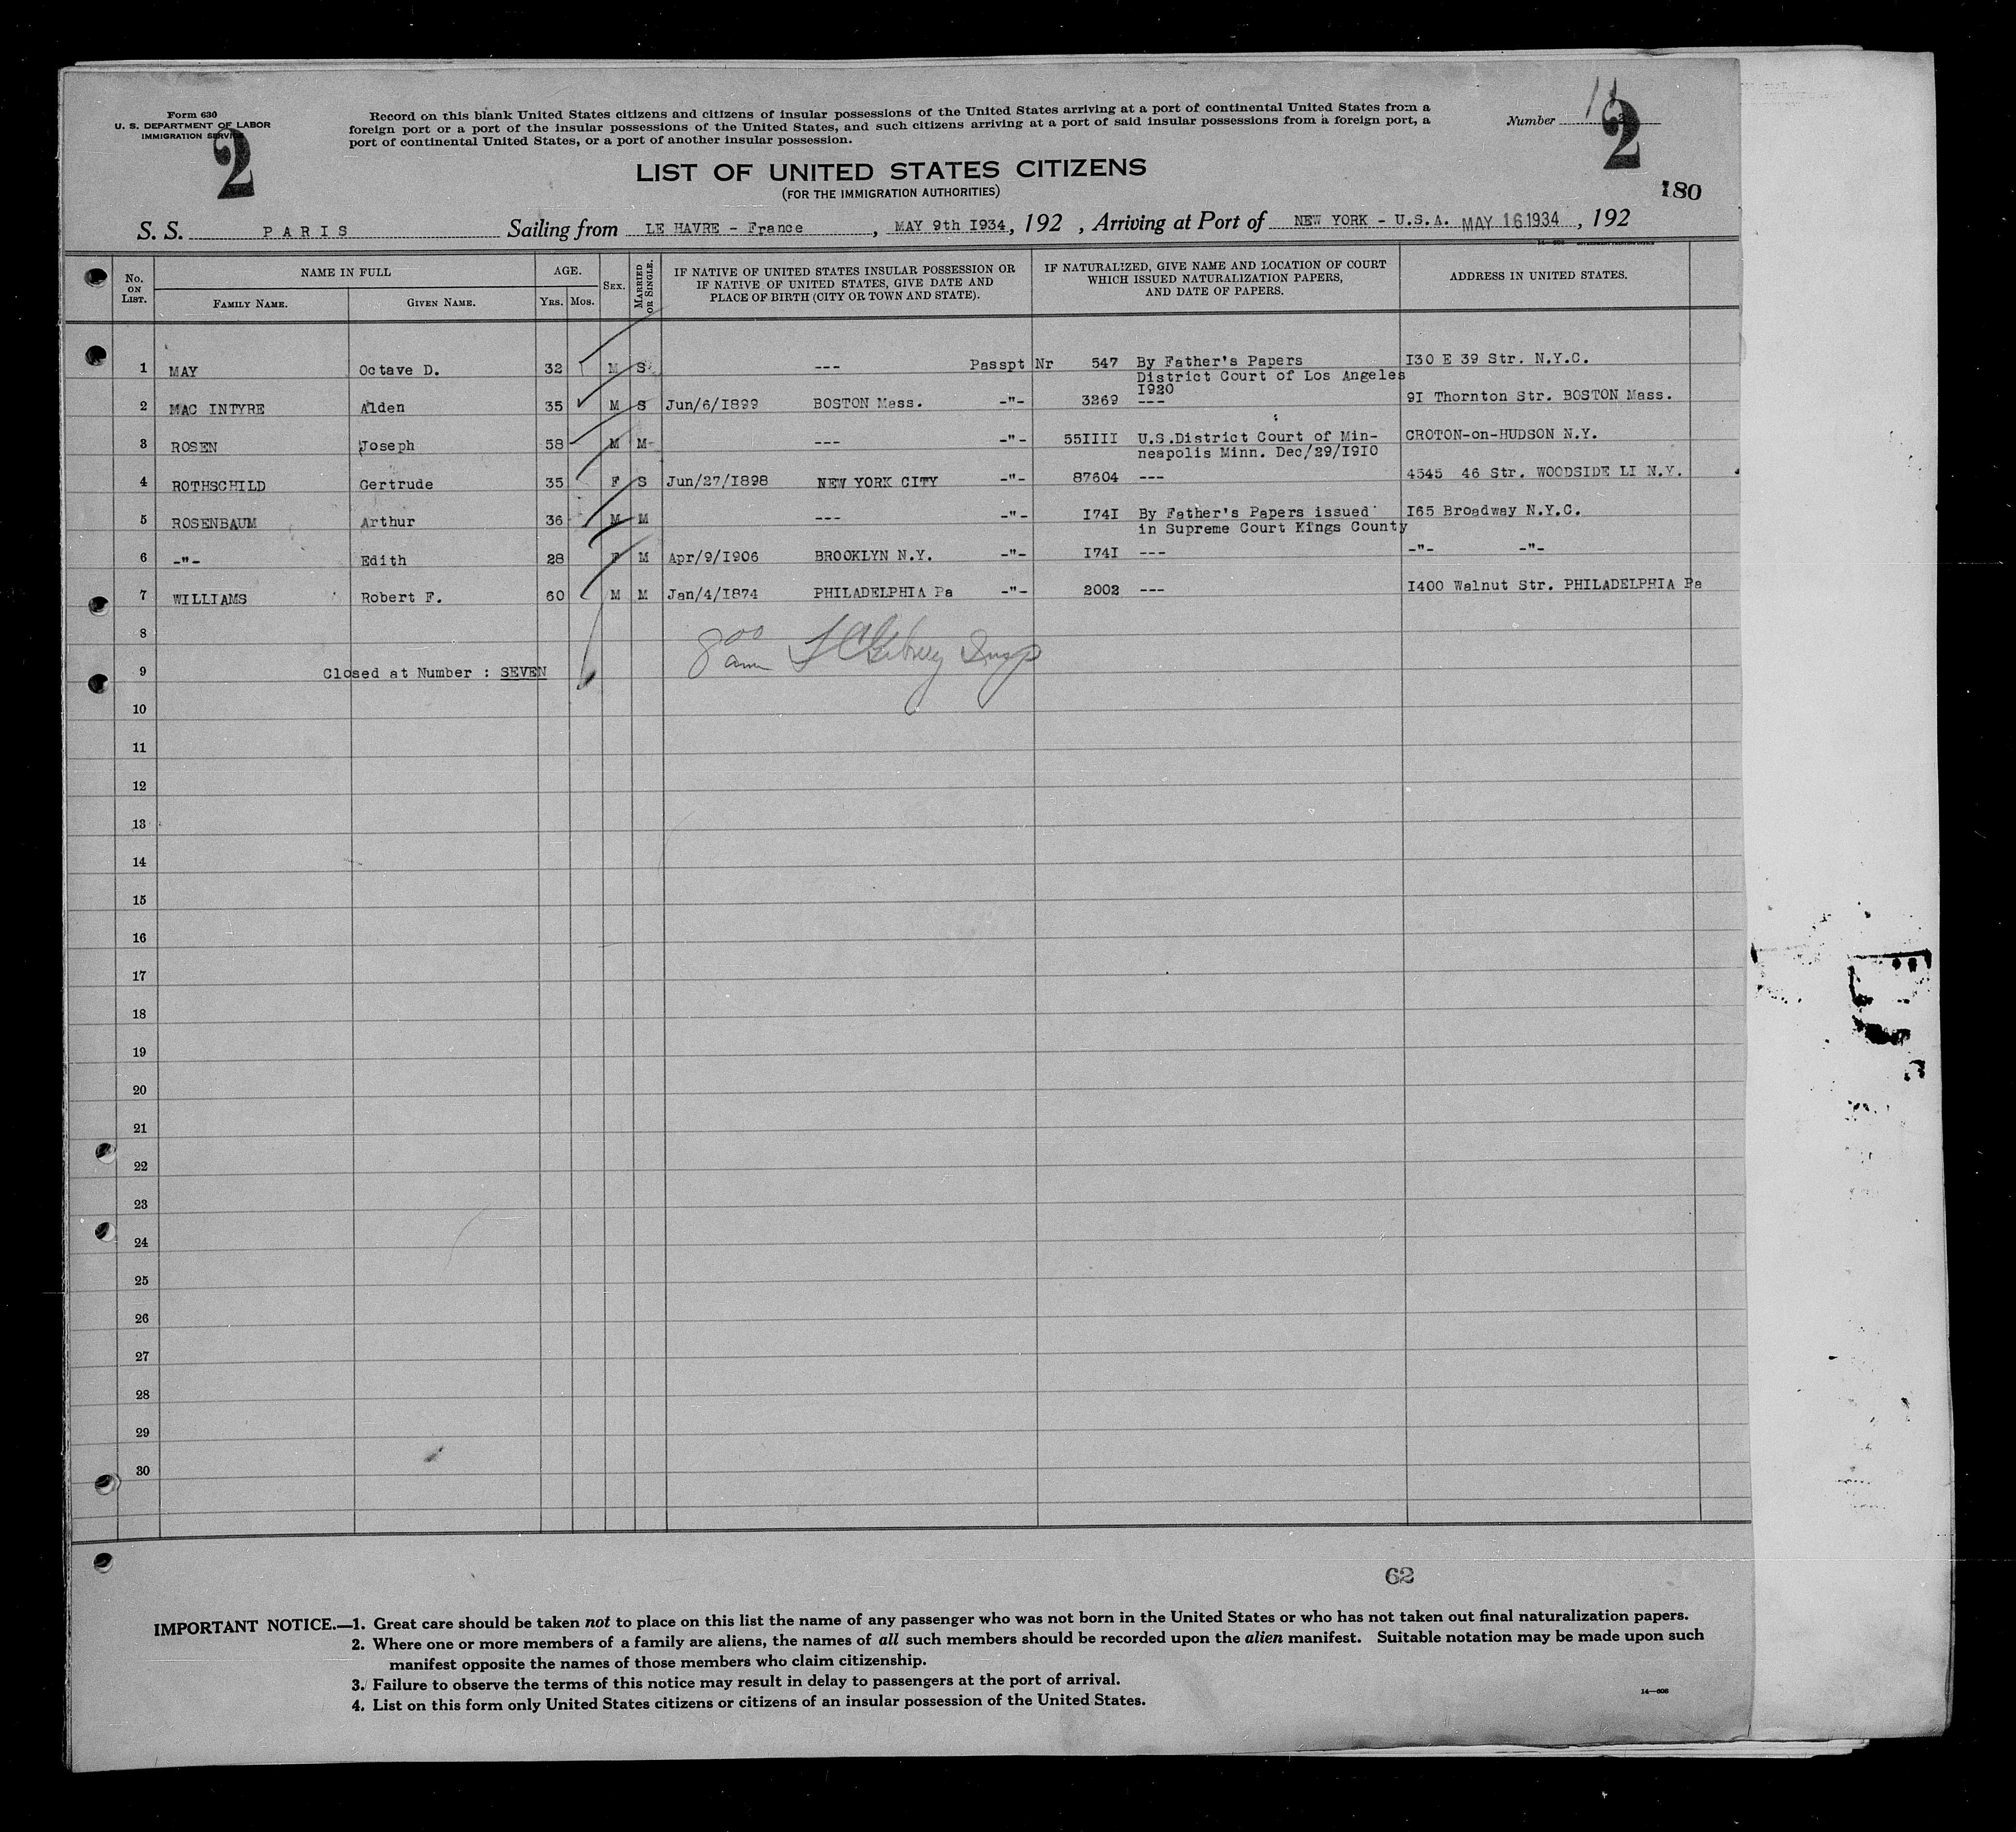 Form 630
U. S. DEPARTMENT OF LABOR
IMMIGRATION SERVICE
2
Record on this blank United States citizens and citizens of insular possessions of the United States arriving at a port of continental United States from a
foreign port or a port of the insular possessions of the United States, and such citizens arriving at a port of said insular possessions from a foreign port, a
port of continental United States, or a port of another insular possession.
Number
2
LIST OF UNITED STATES CITIZENS
(FOR THE IMMIGRATION AUTHORITIES)
180
S. S. PARIS Sailing from LE HAVRE - France, MAY 9th I934, 192 , Arriving at Port of NEW YORK - U.S.A. MAY 16 1934, 192
No. ON LIST. NAME IN FULL AGE. SEX. MARRIED OR SINGLE. IF NATIVE OF UNITED STATES INSULAR POSSESSION OR IF NATIVE OF UNITED STATES, GIVE DATE AND PLACE OF BIRTH (CITY OR TOWN AND STATE). IF NATURALIZED, GIVE NAME AND LOCATION OF COURT WHICH ISSUED NATURALIZATION PAPERS, AND DATE OF PAPERS. ADDRESS IN UNITED STATES.
FAMILY NAME. GIVEN NAME. YRS. MOS.
1 MAY Octave D. 32 M S --- Passpt Nr 547 By Father's Papers I30 E 39 Str. N.Y.C.
District Court of Los Angeles
I920
2 MAC INTYRE Alden 35 M S Jun/6/I899 BOSTON Mass. -"- 3269 --- 9I Thornton Str. BOSTON Mass.
3 ROSEN Joseph 58 M M --- -"- 55IIII U.S.District Court of Min- CROTON-on-HUDSON N.Y.
neapolis Minn. Dec/29/I9I0
4 ROTHSCHILD Gertrude 35 F S Jun/27/I898 NEW YORK CITY -"- 87604 --- 4545 46 Str. WOODSIDE LI N.Y.
5 ROSENBAUM Arthur 36 M M --- -"- I74I By Father's Papers issued I65 Broadway N.Y.C.
in Supreme Court Kings County
6 -"- Edith 28 F M Apr/9/I906 BROOKLYN N.Y. -"- I74I --- -"- -"-
7 WILLIAMS Robert F. 60 M M Jan/4/I874 PHILADELPHIA Pa -"- 2002 --- I400 Walnut Str. PHILADELPHIA Pa
8
8 00 am Insp
9 Closed at Number : SEVEN
10
11
12
13
14
15
16
17
18
19
20
21
22
23
24
25
26
27
28
29
30
62
IMPORTANT NOTICE.—1. Great care should be taken not to place on this list the name of any passenger who was not born in the United States or who has not taken out final naturalization papers.
2. Where one or more members of a family are aliens, the names of all such members should be recorded upon the alien manifest. Suitable notation may be made upon such
manifest opposite the names of those members who claim citizenship.
3. Failure to observe the terms of this notice may result in delay to passengers at the port of arrival.
4. List on this form only United States citizens or citizens of an insular possession of the United States.
14—608